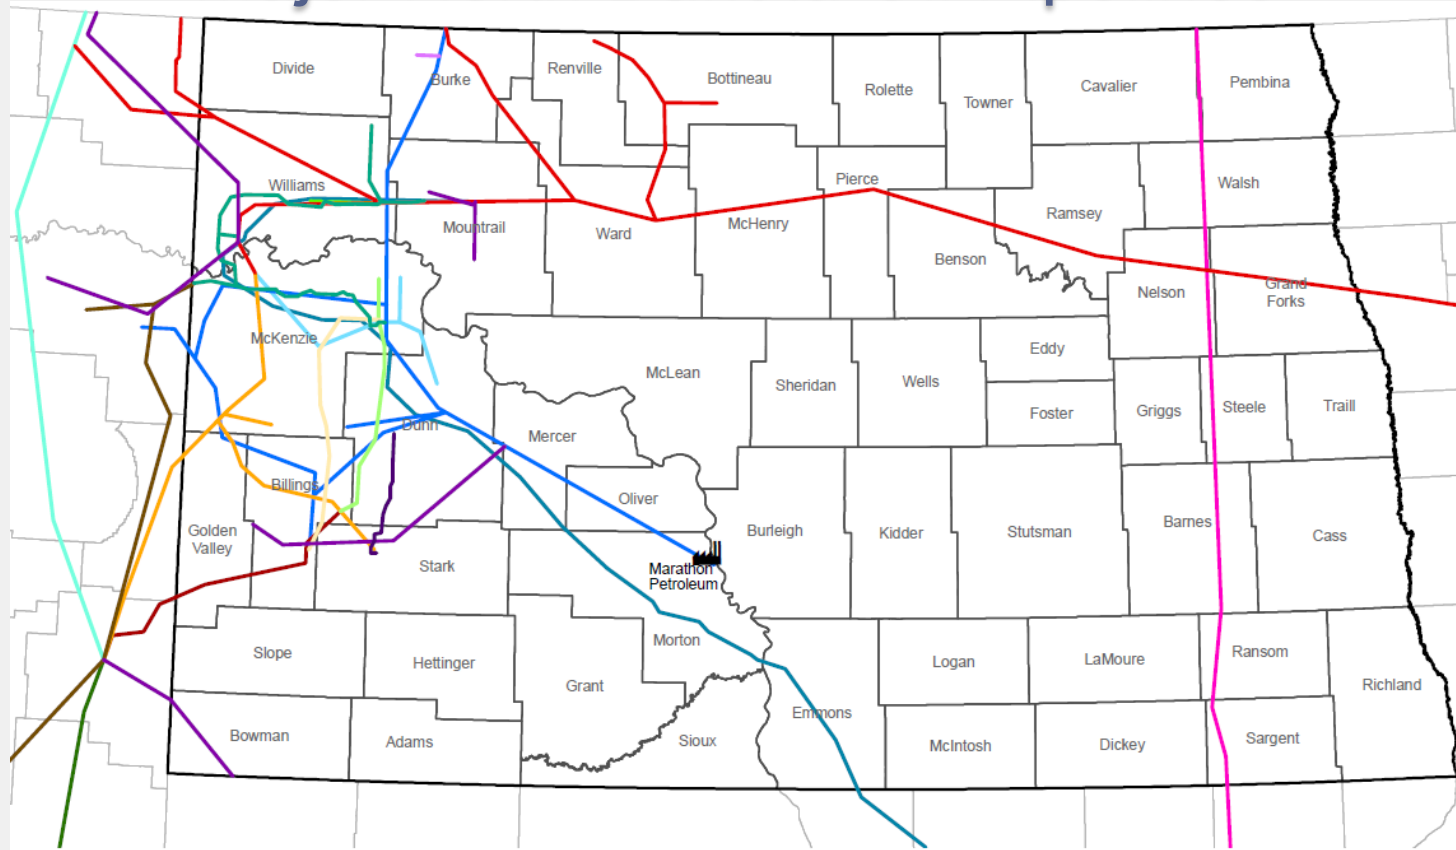 Divide
Burke
Renville
Bottineau
Rolette
Towner
Cavalier
Pembina
Williams
Mountrail
Ward
McHenry
Pierce
Benson
Ramsey
Walsh
Nelson
Grand
Forks
McKenzie
Dunn
McLean
Sheridan
Wells
Eddy
Foster
Griggs
Steele
Traill
Mercer
Oliver
Billings
Golden
Valley
Stark
Marathon
Petroleum
Burleigh
Kidder
Stutsman
Barnes
Cass
Slope
Hettinger
Grant
Morton
Emmons
Logan
LaMoure
Ransom
Richland
Bowman
Adams
Sioux
McIntosh
Dickey
Sargent